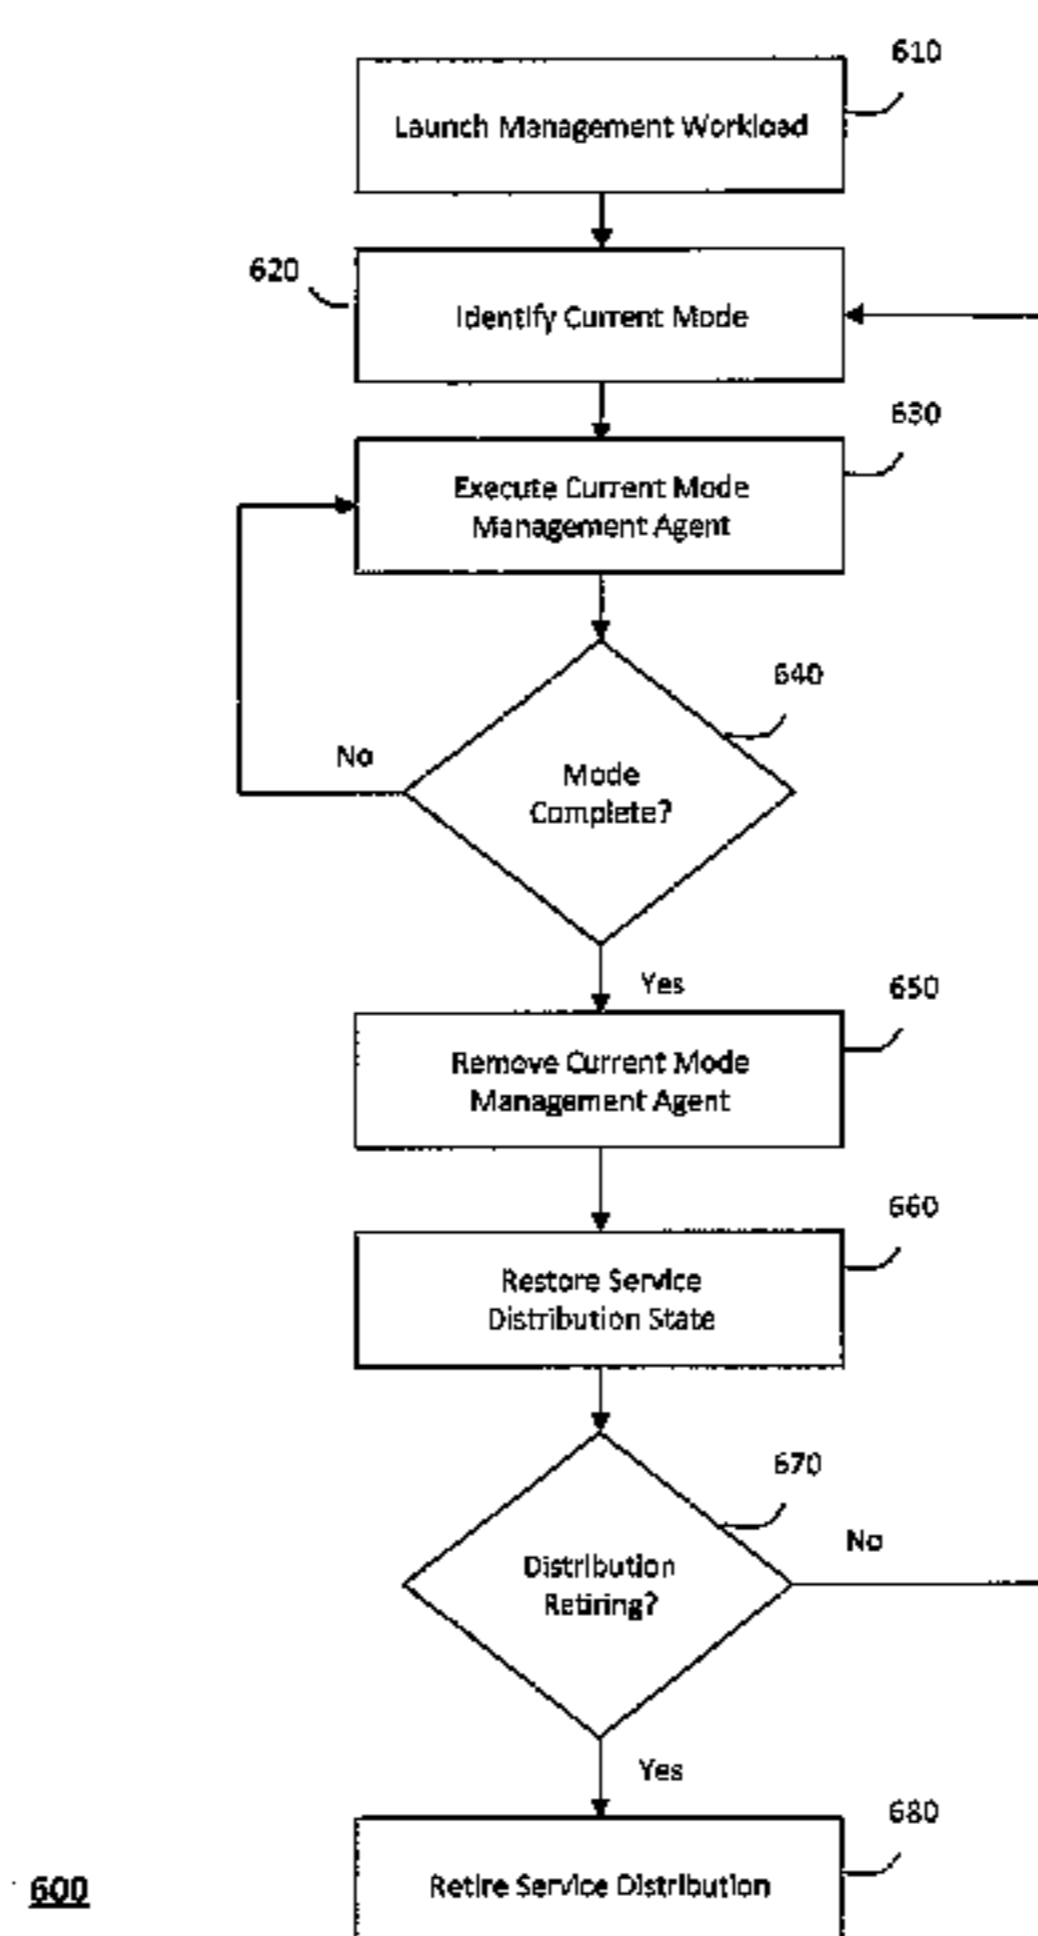 610
Launch Management Workload
620
Identify Current Mode
630
Execute Current Mode
Management Agent
640
No
Mode
Complete?
Yes
650
Remove Current Mode
Management Agent
660
Restore Service
Distribution State
670
No
Distribution
Retiring?
Yes
680
Retire Service Distribution
600